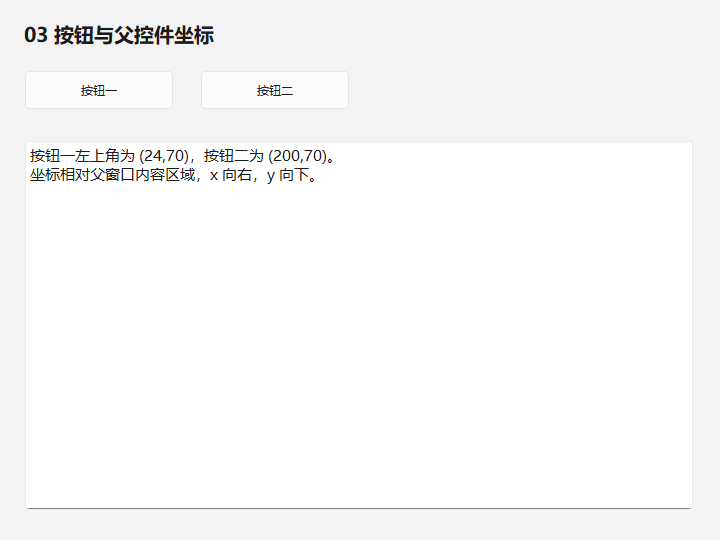 03 按钮与父控件坐标
按钮一
按钮二
按钮一左上角为 (24,70)，按钮二为 (200,70)。
坐标相对父窗口内容区域，x 向右，y 向下。